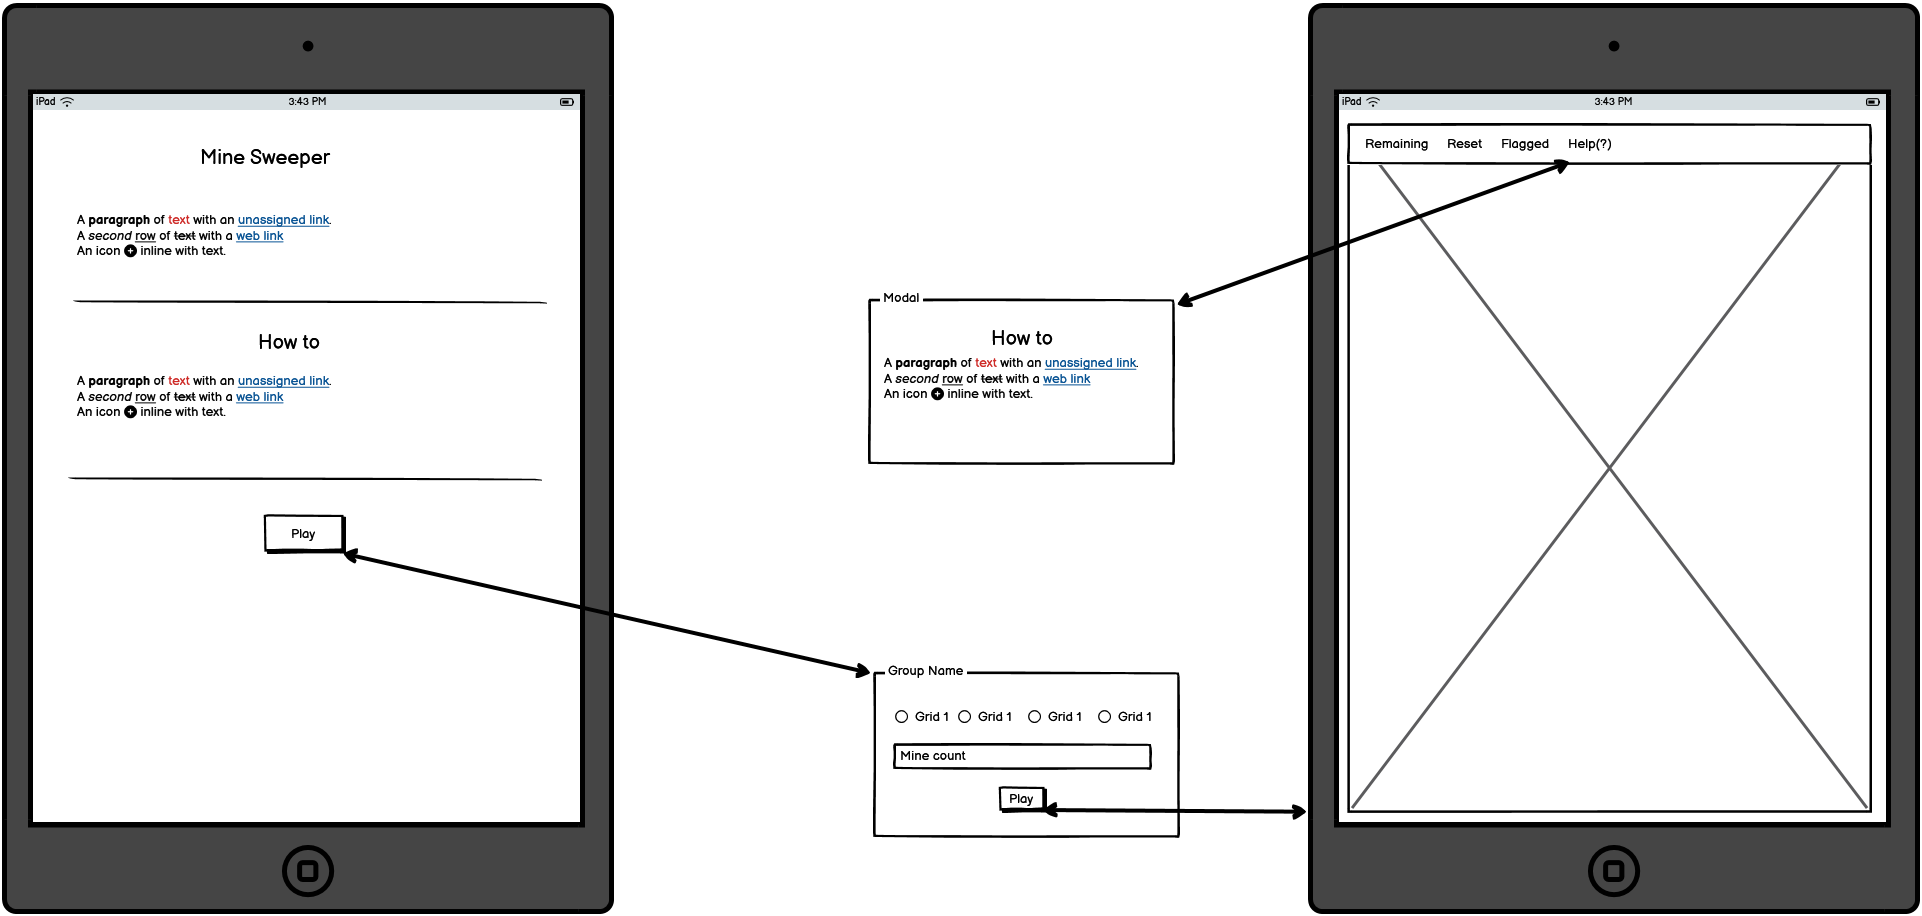 iPad 3:43 PM
Mine Sweeper
A paragraph of text with an unassigned link.
A second row of text with a web link
An icon inline with text.
How to
A paragraph of text with an unassigned link.
A second row of text with a web link
An icon inline with text.
Play
Modal
How to
A paragraph of text with an unassigned link.
A second row of text with a web link
An icon inline with text.
Group Name
Grid 1 Grid 1 Grid 1 Grid 1
Mine count
Play
iPad 3:43 PM
Remaining Reset Flagged Help(?)